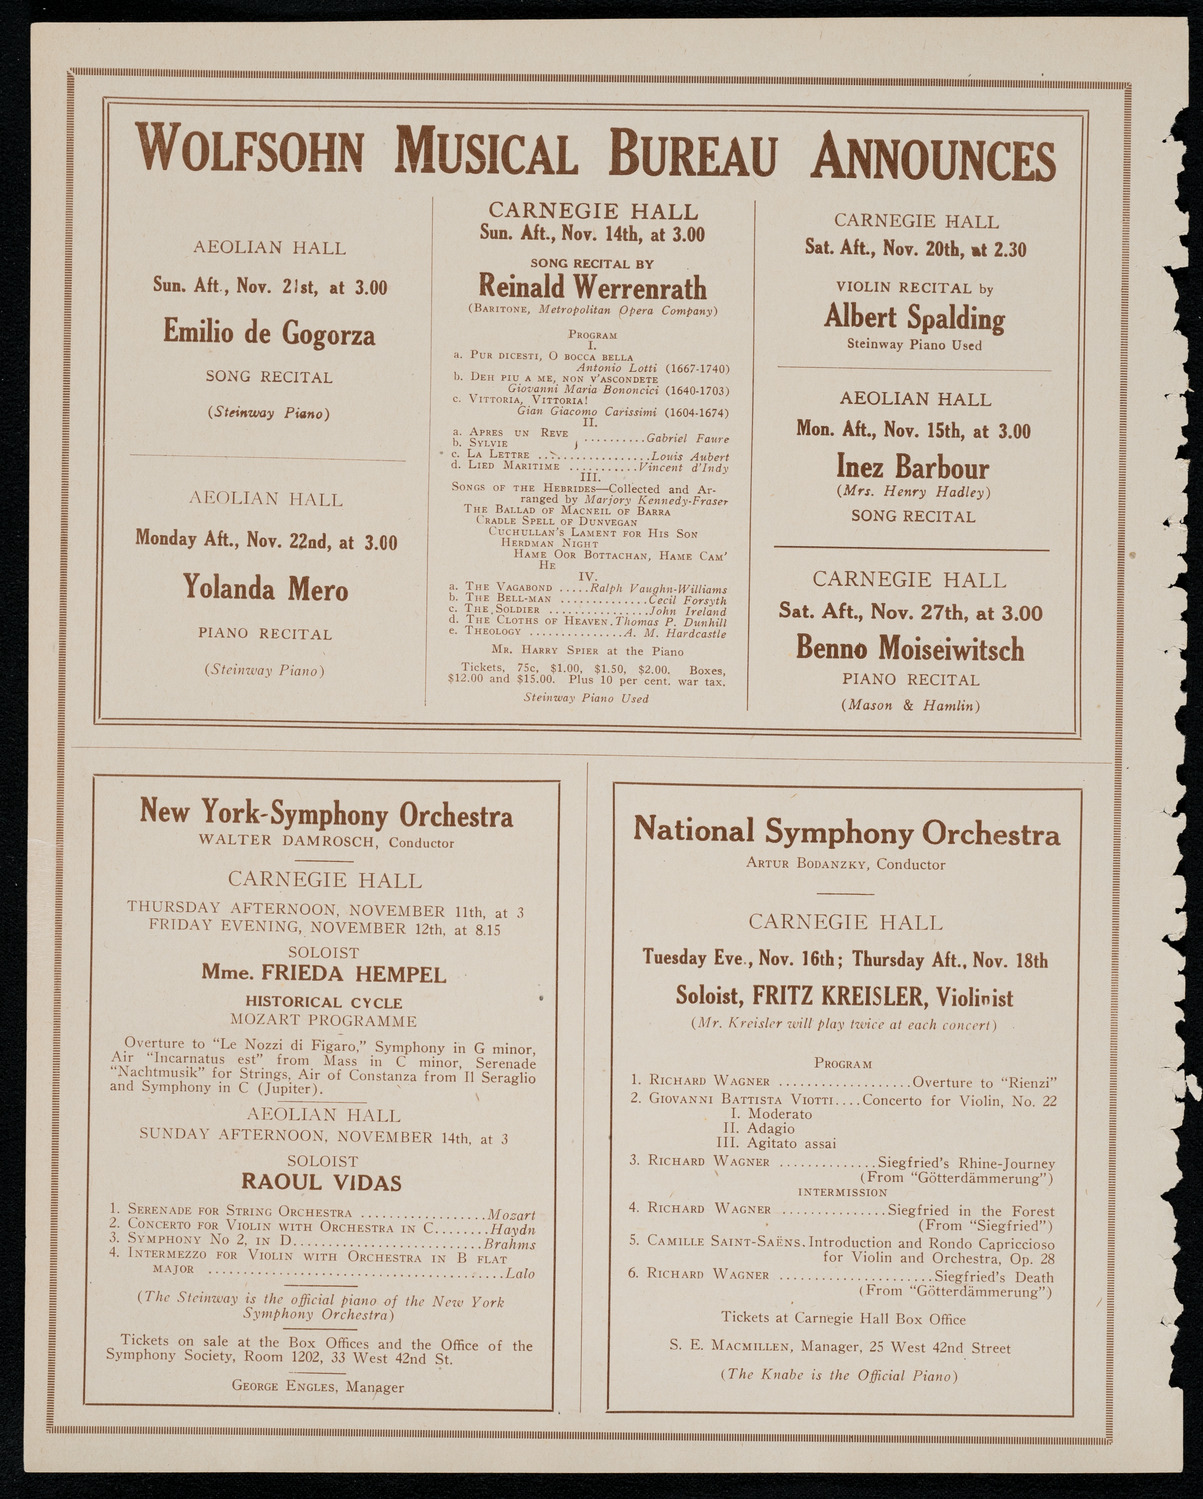 WOLFSOHN MUSICAL BUREAU ANNOUNCES
AEOLIAN HALL
Sun. Aft., Nov. 21st, at 3.00
Emilio de Gogorza
SONG RECITAL
(Steinway Piano)
AEOLIAN HALL
Monday Aft., Nov. 22nd, at 3.00
Yolanda Mero
PIANO RECITAL
(Steinway Piano)
CARNEGIE HALL
Sun. Aft., Nov. 14th, at 3.00
SONG RECITAL BY
Reinald Werrenrath
(BARITONE, Metropolitan Opera Company)
PROGRAM
I.
a. PUR DICESTI, O BOCCA BELLA
Antonio Lotti (1667-1740)
b. DEH PIU A ME, NON V'ASCONDETE
Giovanni Maria Bononcici (1640-1703)
c. VITTORIA, VITTORIA!
Gian Giacomo Carissimi (1604-1674)
II.
a. APRES UN REVE
b. SYLVIE ..........Gabriel Faure
c. LA LETTRE .................Louis Aubert
d. LIED MARITIME ...........Vincent d'Indy
III.
SONGS OF THE HEBRIDES—Collected and Ar-
ranged by Marjory Kennedy-Fraser
THE BALLAD OF MACNEIL OF BARRA
CRADLE SPELL OF DUNVEGAN
CUCHULLAN'S LAMENT FOR HIS SON
HERDMAN NIGHT
HAME OOR BOTTACHAN, HAME CAM'
HE
IV.
a. THE VAGABOND .....Ralph Vaughn-Williams
b. THE BELL-MAN ..............Cecil Forsyth
c. THE SOLDIER ................John Ireland
d. THE CLOTHS OF HEAVEN.Thomas P. Dunhill
e. THEOLOGY ...............A. M. Hardcastle
MR. HARRY SPIER at the Piano
Tickets, 75c, $1.00, $1.50, $2.00. Boxes,
$12.00 and $15.00. Plus 10 per cent. war tax.
Steinway Piano Used
CARNEGIE HALL
Sat. Aft., Nov. 20th, at 2.30
VIOLIN RECITAL by
Albert Spalding
Steinway Piano Used
AEOLIAN HALL
Mon. Aft., Nov. 15th, at 3.00
Inez Barbour
(Mrs. Henry Hadley)
SONG RECITAL
CARNEGIE HALL
Sat. Aft., Nov. 27th, at 3.00
Benno Moiseiwitsch
PIANO RECITAL
(Mason & Hamlin)
New York-Symphony Orchestra
WALTER DAMROSCH, Conductor
CARNEGIE HALL
THURSDAY AFTERNOON, NOVEMBER 11th, at 3
FRIDAY EVENING, NOVEMBER 12th, at 8.15
SOLOIST
Mme. FRIEDA HEMPEL
HISTORICAL CYCLE
MOZART PROGRAMME
Overture to "Le Nozzi di Figaro," Symphony in G minor,
Air "Incarnatus est" from Mass in C minor, Serenade
"Nachtmusik" for Strings, Air of Constanza from Il Seraglio
and Symphony in C (Jupiter).
AEOLIAN HALL
SUNDAY AFTERNOON, NOVEMBER 14th, at 3
SOLOIST
RAOUL VIDAS
1. SERENADE FOR STRING ORCHESTRA ..................Mozart
2. CONCERTO FOR VIOLIN WITH ORCHESTRA IN C........Haydn
3. SYMPHONY NO 2, IN D...........................Brahms
4. INTERMEZZO FOR VIOLIN WITH ORCHESTRA IN B FLAT
MAJOR ..........................................Lalo
(The Steinway is the official piano of the New York
Symphony Orchestra)
Tickets on sale at the Box Offices and the Office of the
Symphony Society, Room 1202, 33 West 42nd St.
GEORGE ENGLES, Manager
National Symphony Orchestra
ARTUR BODANZKY, Conductor
CARNEGIE HALL
Tuesday Eve., Nov. 16th; Thursday Aft., Nov. 18th
Soloist, FRITZ KREISLER, Violinist
(Mr. Kreisler will play twice at each concert)
PROGRAM
1. RICHARD WAGNER ...................Overture to "Rienzi"
2. GIOVANNI BATTISTA VIOTTI....Concerto for Violin, No. 22
I. Moderato
II. Adagio
III. Agitato assai
3. RICHARD WAGNER ..............Siegfried's Rhine-Journey
(From "Götterdämmerung")
INTERMISSION
4. RICHARD WAGNER ................Siegfried in the Forest
(From "Siegfried")
5. CAMILLE SAINT-SAËNS.Introduction and Rondo Capriccioso
for Violin and Orchestra, Op. 28
6. RICHARD WAGNER ......................Siegfried's Death
(From "Götterdämmerung")
Tickets at Carnegie Hall Box Office
S. E. MACMILLEN, Manager, 25 West 42nd Street
(The Knabe is the Official Piano)